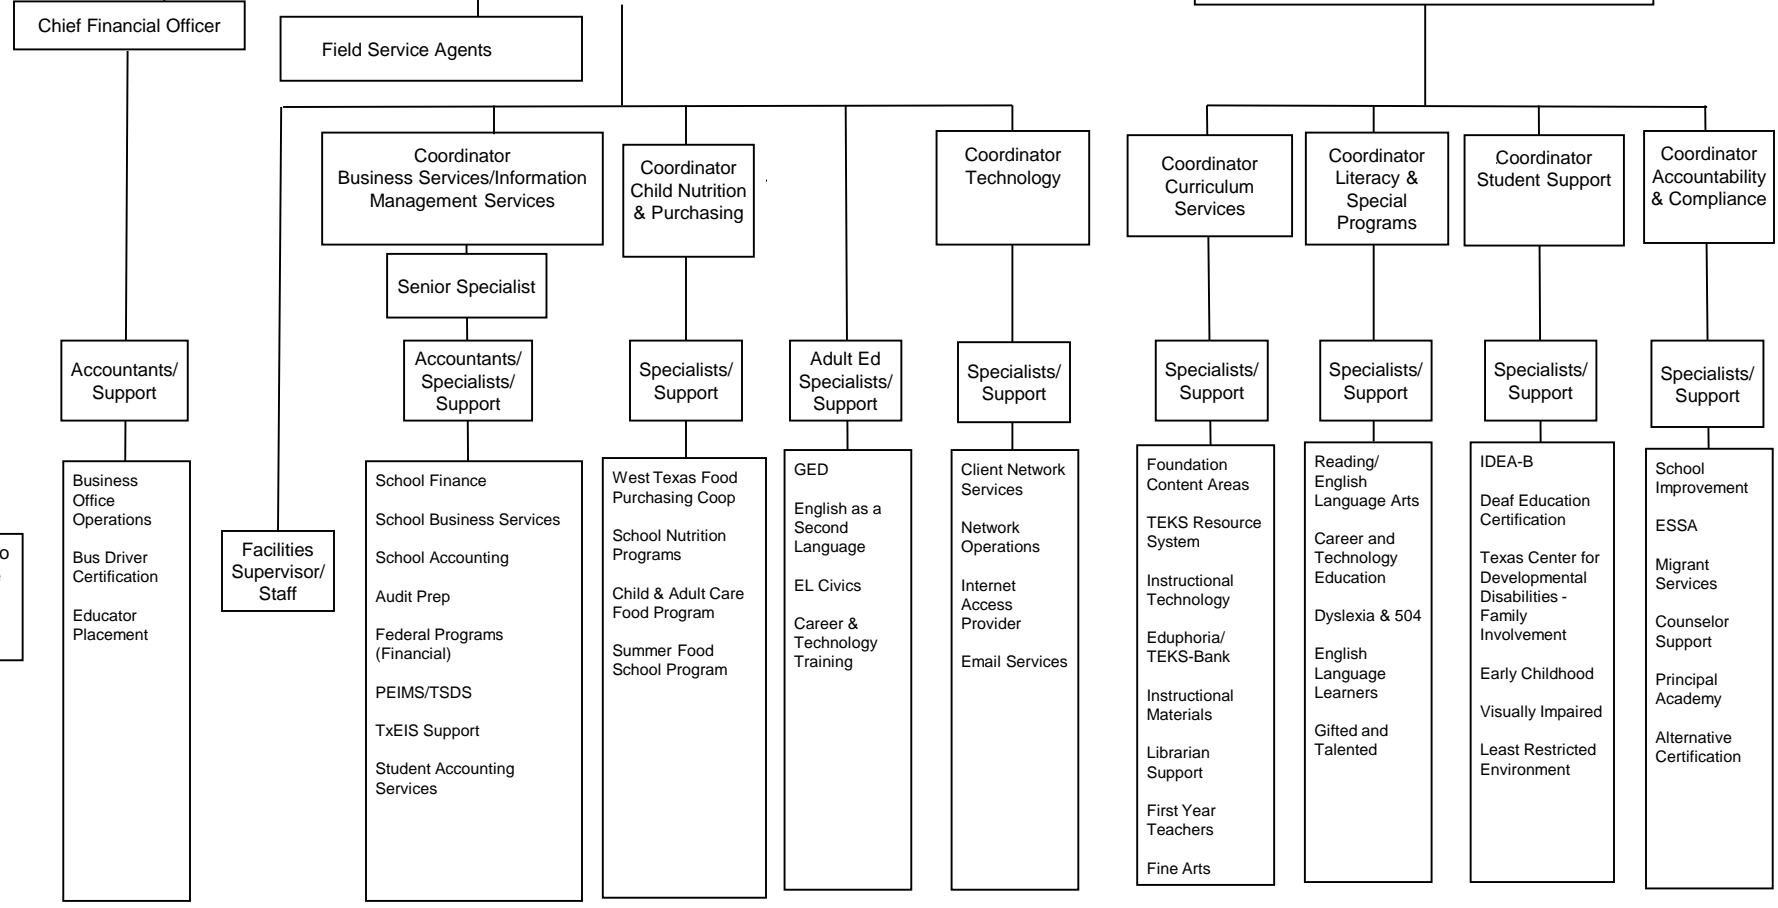 Chief Financial Officer
Field Service Agents
Coordinator
Business Services/Information
Management Services
Coordinator
Child Nutrition
& Purchasing
Coordinator
Technology
Coordinator
Curriculum
Services
Coordinator
Literacy &
Special
Programs
Coordinator
Student Support
Coordinator
Accountability
& Compliance
Senior Specialist
Accountants/
Support
Accountants/
Specialists/
Support
Specialists/
Support
Adult Ed
Specialists/
Support
Specialists/
Support
Specialists/
Support
Specialists/
Support
Specialists/
Support
Specialists/
Support
o
Business
Office
Operations
Bus Driver
Certification
Educator
Placement
Facilities
Supervisor/
Staff
School Finance
School Business Services
School Accounting
Audit Prep
Federal Programs
(Financial)
PEIMS/TSDS
TxEIS Support
Student Accounting
Services
West Texas Food
Purchasing Coop
School Nutrition
Programs
Child & Adult Care
Food Program
Summer Food
School Program
GED
English as a
Second
Language
EL Civics
Career &
Technology
Training
Client Network
Services
Network
Operations
Internet
Access
Provider
Email Services
Foundation
Content Areas
TEKS Resource
System
Instructional
Technology
Eduphoria/
TEKS-Bank
Instructional
Materials
Librarian
Support
First Year
Teachers
Fine Arts
Reading/
English
Language Arts
Career and
Technology
Education
Dyslexia & 504
English
Language
Learners
Gifted and
Talented
IDEA-B
Deaf Education
Certification
Texas Center for
Developmental
Disabilities -
Family
Involvement
Early Childhood
Visually Impaired
Least Restricted
Environment
School
Improvement
ESSA
Migrant
Services
Counselor
Support
Principal
Academy
Alternative
Certification